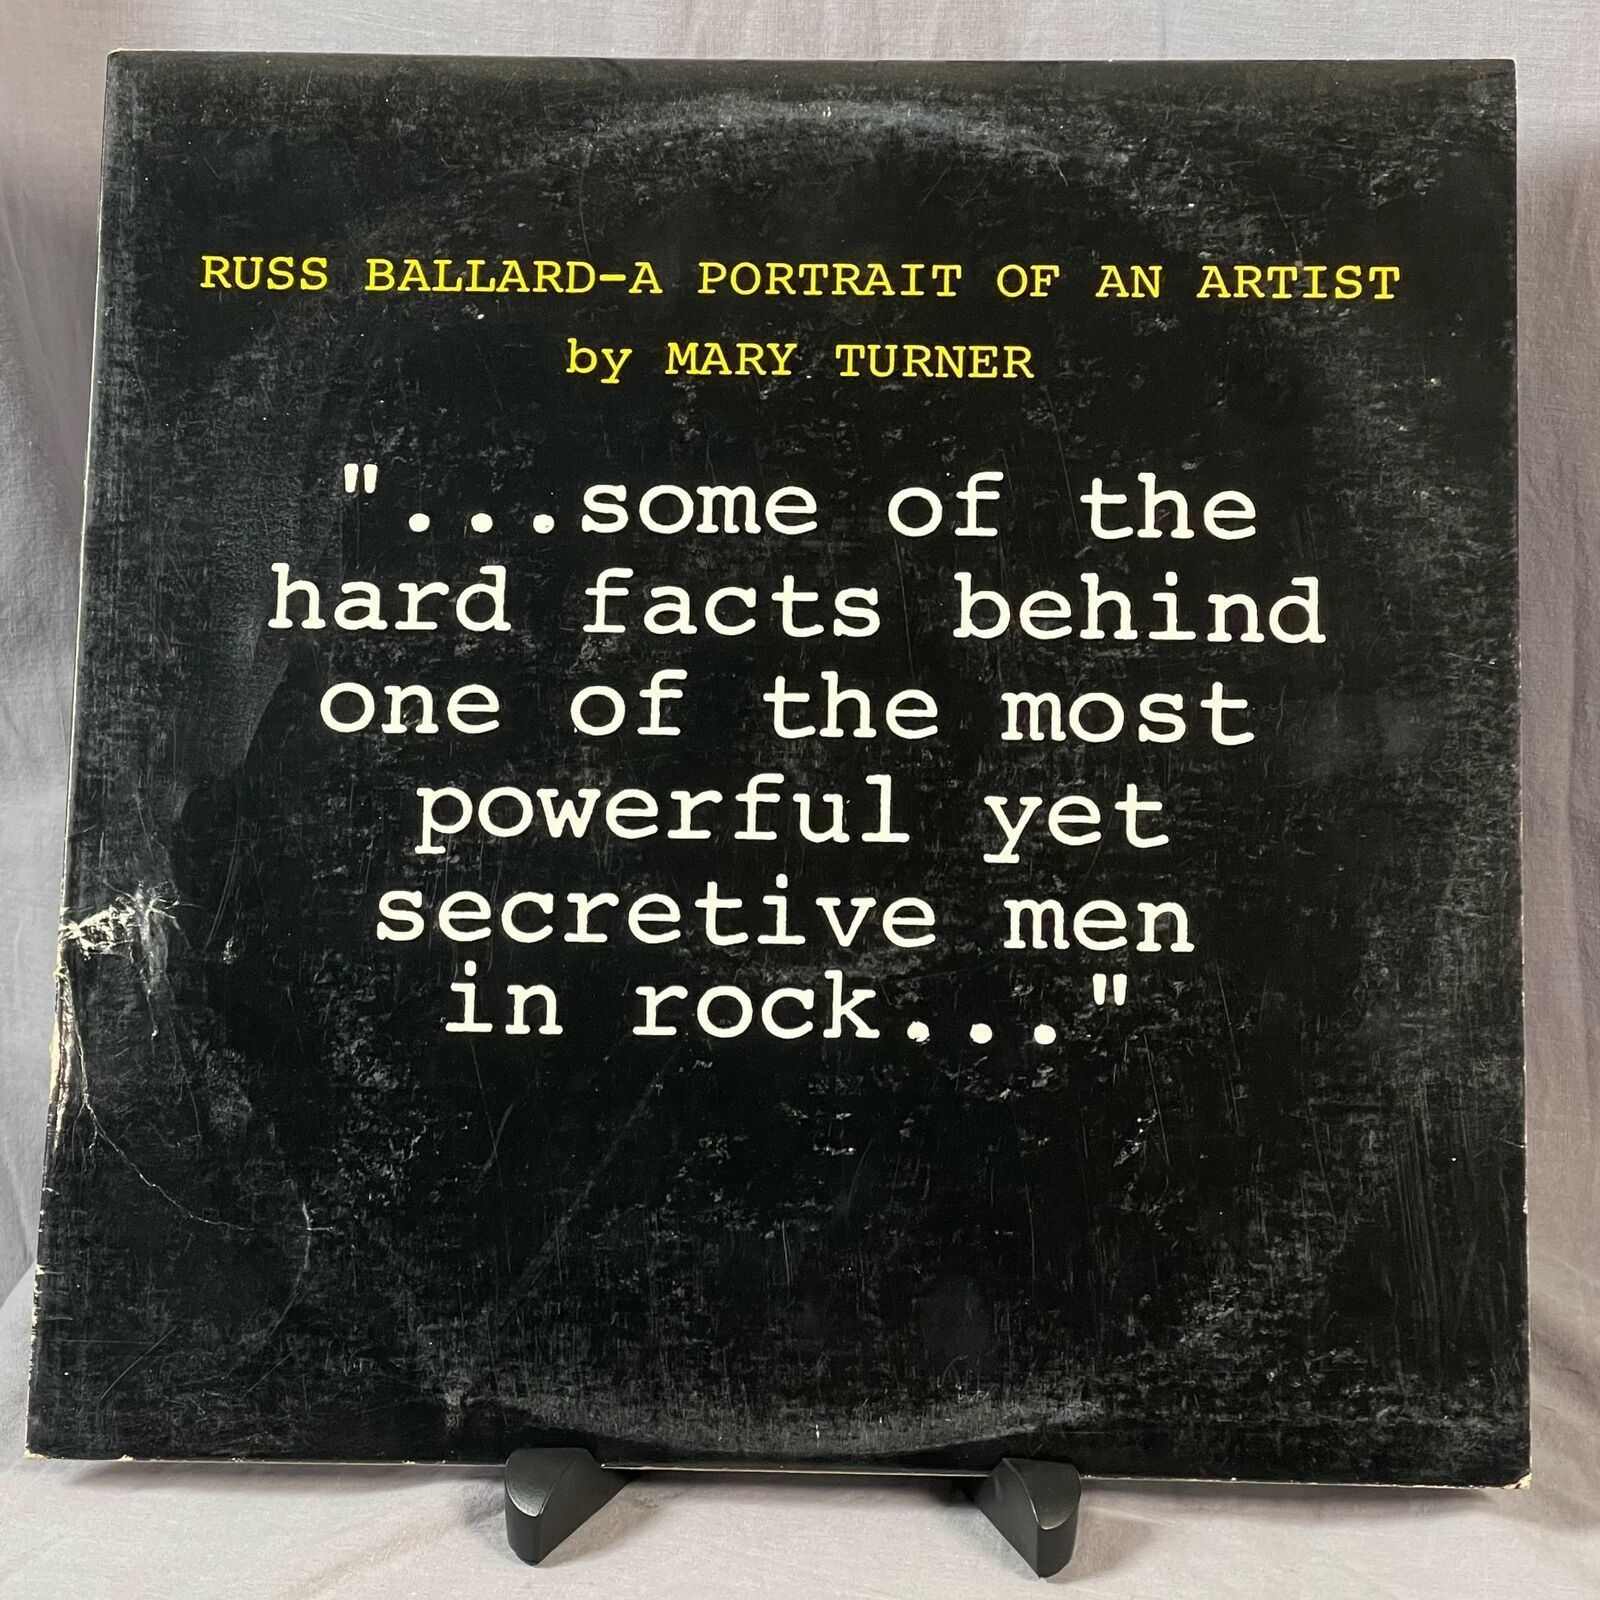 RUSS BALLARD-A PORTRAIT OF AN ARTIST
by MARY TURNER
"...some of the
hard facts behind
one of the most
powerful yet
secretive men
in rock..."